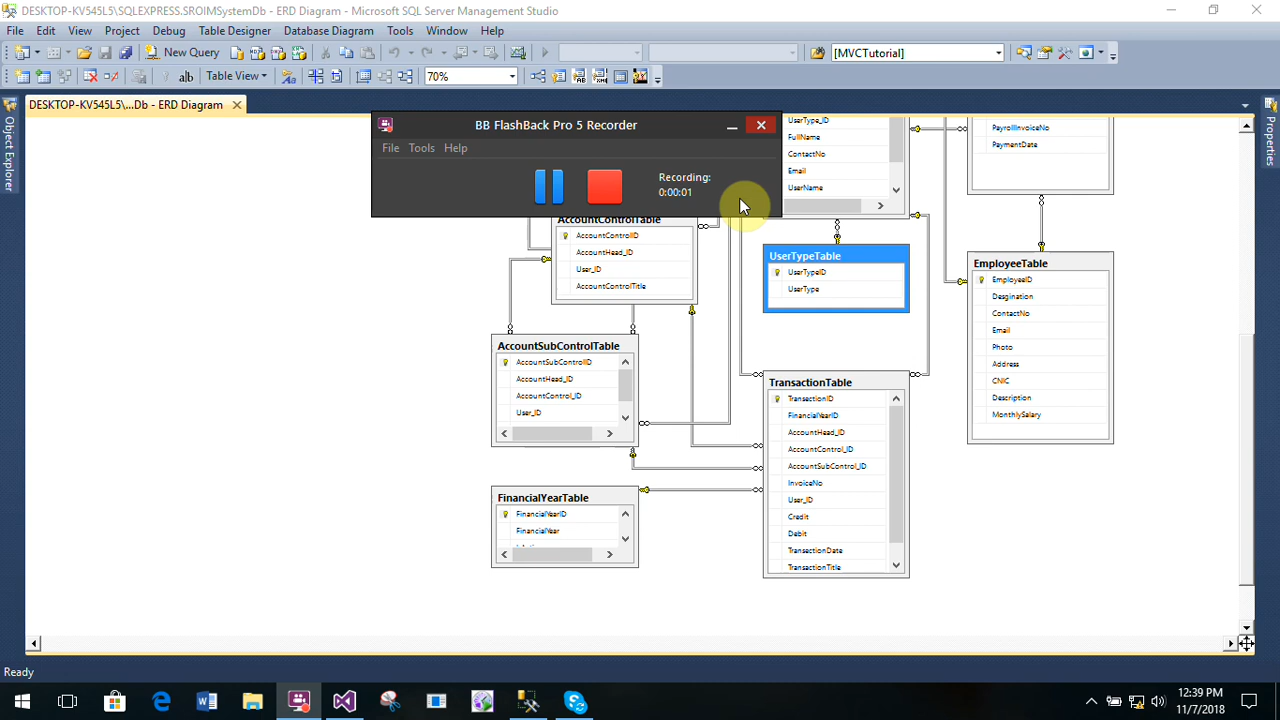 DESKTOP-KV545L5\SQLEXPRESS.SROIMSystemDb - ERD Diagram - Microsoft SQL Server Management Studio
File Edit View Project Debug Table Designer Database Diagram Tools Window Help
New Query [MVCTutorial]
Table View 70%
DESKTOP-KV545L5\...Db - ERD Diagram
Object Explorer
Properties
BB FlashBack Pro 5 Recorder
File Tools Help
Recording:
0:00:01
UserType_ID
FullName
ContactNo
Email
UserName
PayrollInvoiceNo
PaymentDate
AccountControlTable
AccountControlID
AccountHead_ID
User_ID
AccountControlTitle
UserTypeTable
UserTypeID
UserType
EmployeeTable
EmployeeID
Desgination
ContactNo
Email
Photo
Address
CNIC
Description
MonthlySalary
AccountSubControlTable
AccountSubControlID
AccountHead_ID
AccountControl_ID
User_ID
TransactionTable
TransactionID
FinancialYearID
AccountHead_ID
AccountControl_ID
AccountSubControl_ID
InvoiceNo
User_ID
Credit
Debit
TransactionDate
TransactionTitle
FinancialYearTable
FinancialYearID
FinancialYear
Ready
12:39 PM
11/7/2018